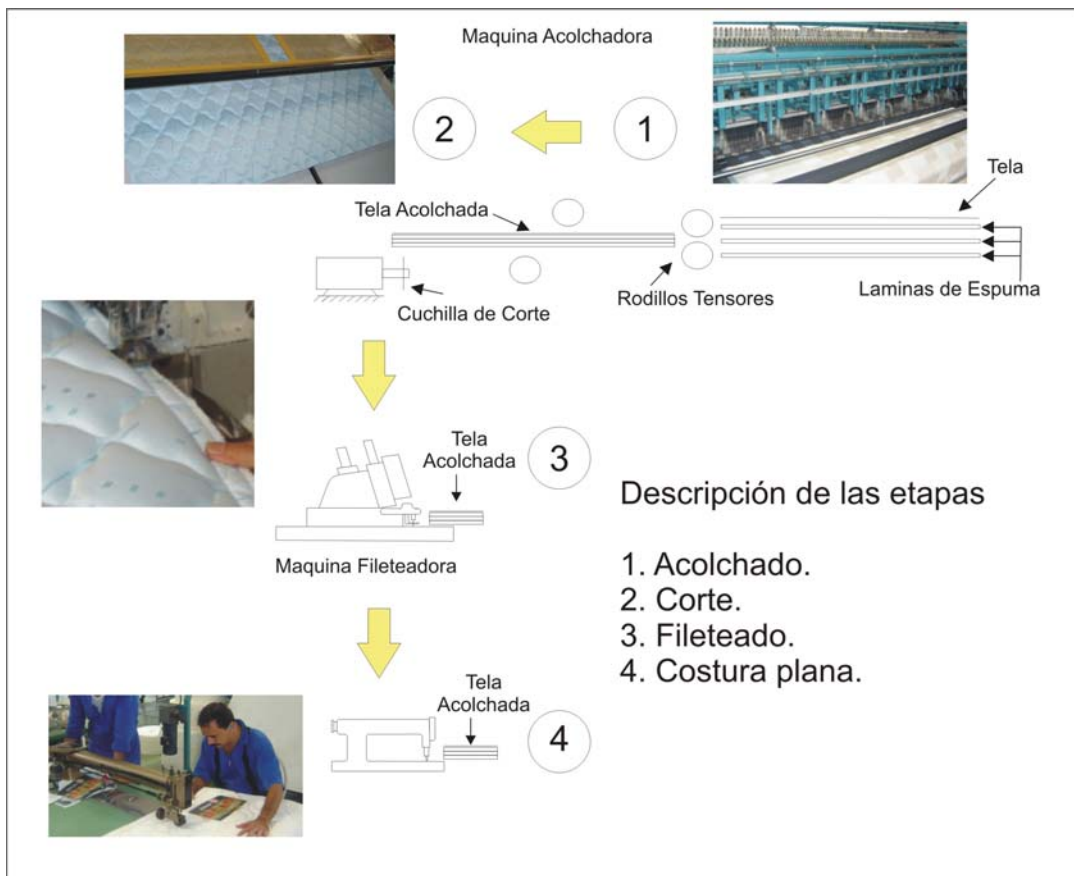 Maquina Acolchadora
2
1
Tela
Tela Acolchada
Rodillos Tensores
Laminas de Espuma
Cuchilla de Corte
Tela
Acolchada
3
Maquina Fileteadora
Descripción de las etapas
1. Acolchado.
2. Corte.
3. Fileteado.
4. Costura plana.
Tela
Acolchada
4